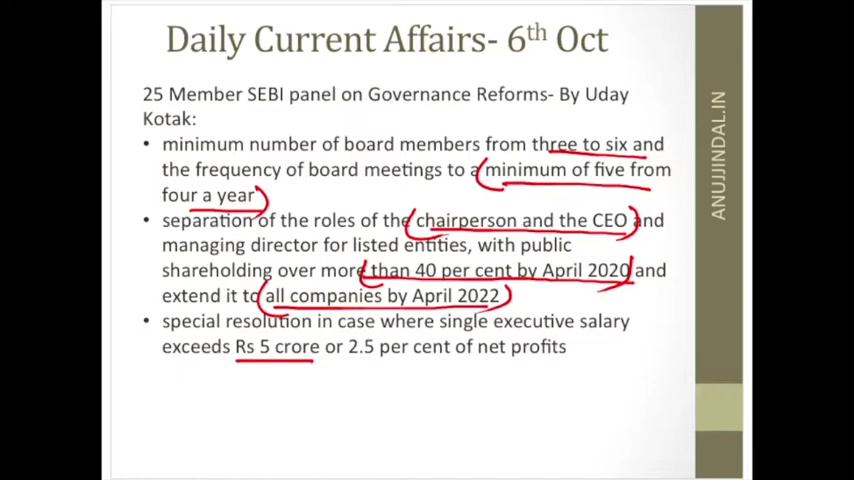 Daily Current Affairs- 6th Oct
25 Member SEBI panel on Governance Reforms- By Uday
Kotak:
• minimum number of board members from three to six and
the frequency of board meetings to a minimum of five from
four a year
• separation of the roles of the chairperson and the CEO and
managing director for listed entities, with public
shareholding over more than 40 per cent by April 2020 and
extend it to all companies by April 2022
• special resolution in case where single executive salary
exceeds Rs 5 crore or 2.5 per cent of net profits
ANUJJINDAL.IN